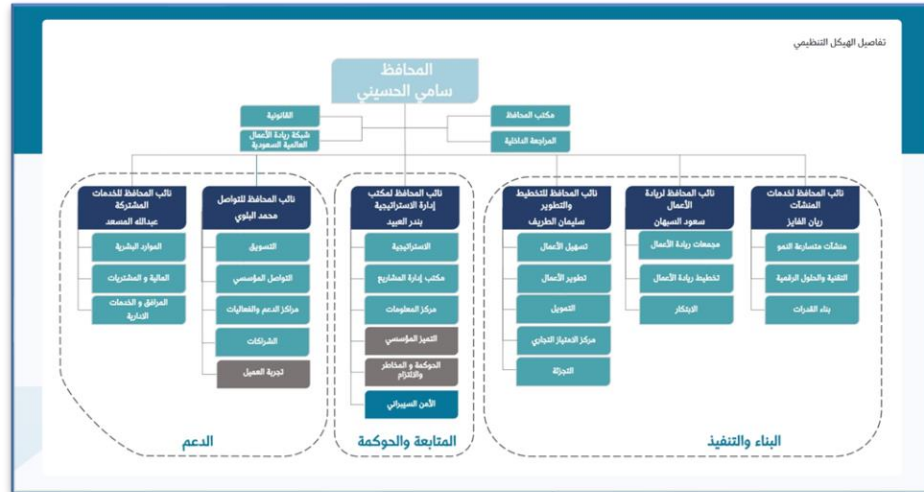 تفاصيل الهيكل التنظيمي
المحافظ
سامي الحسيني
مكتب المحافظ
المراجعة الداخلية
القانونية
شبكة ريادة الأعمال
العالمية السعودية
نائب المحافظ لخدمات
المنشآت
ريان الفايز
منشآت متسارعة النمو
التقنية والحلول الرقمية
بناء القدرات
نائب المحافظ لريادة
الأعمال
سعود السبهان
مجمعات ريادة الأعمال
تخطيط ريادة الأعمال
الابتكار
نائب المحافظ للتخطيط
والتطوير
سليمان الطريف
تسهيل الأعمال
تطوير الأعمال
التمويل
مركز الامتياز التجاري
التجزئة
البناء والتنفيذ
نائب المحافظ لمكتب
إدارة الاستراتيجية
بندر العبيد
الاستراتيجية
مكتب إدارة المشاريع
مركز المعلومات
التميز المؤسسي
الحوكمة و المخاطر
والالتزام
الأمن السيبراني
المتابعة والحوكمة
نائب المحافظ للتواصل
محمد البلوي
التسويق
التواصل المؤسسي
مراكز الدعم والفعاليات
الشراكات
تجربة العميل
نائب المحافظ للخدمات
المشتركة
عبدالله المسعد
الموارد البشرية
المالية و المشتريات
المرافق و الخدمات
الادارية
الدعم